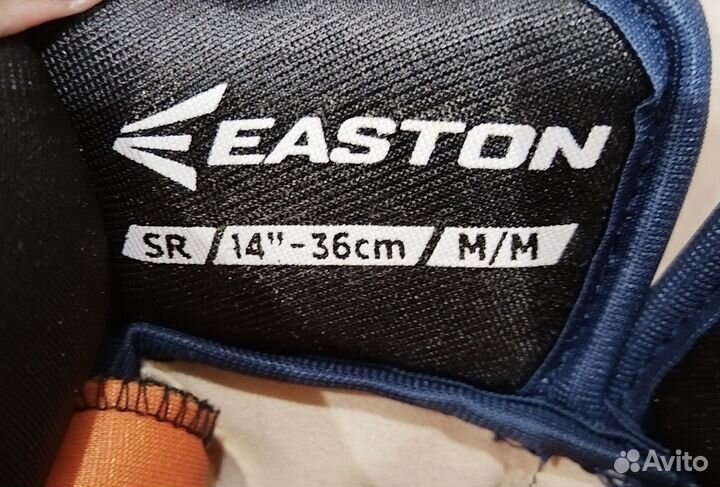 EASTON
SR / 14"-36cm / M/M
Avito